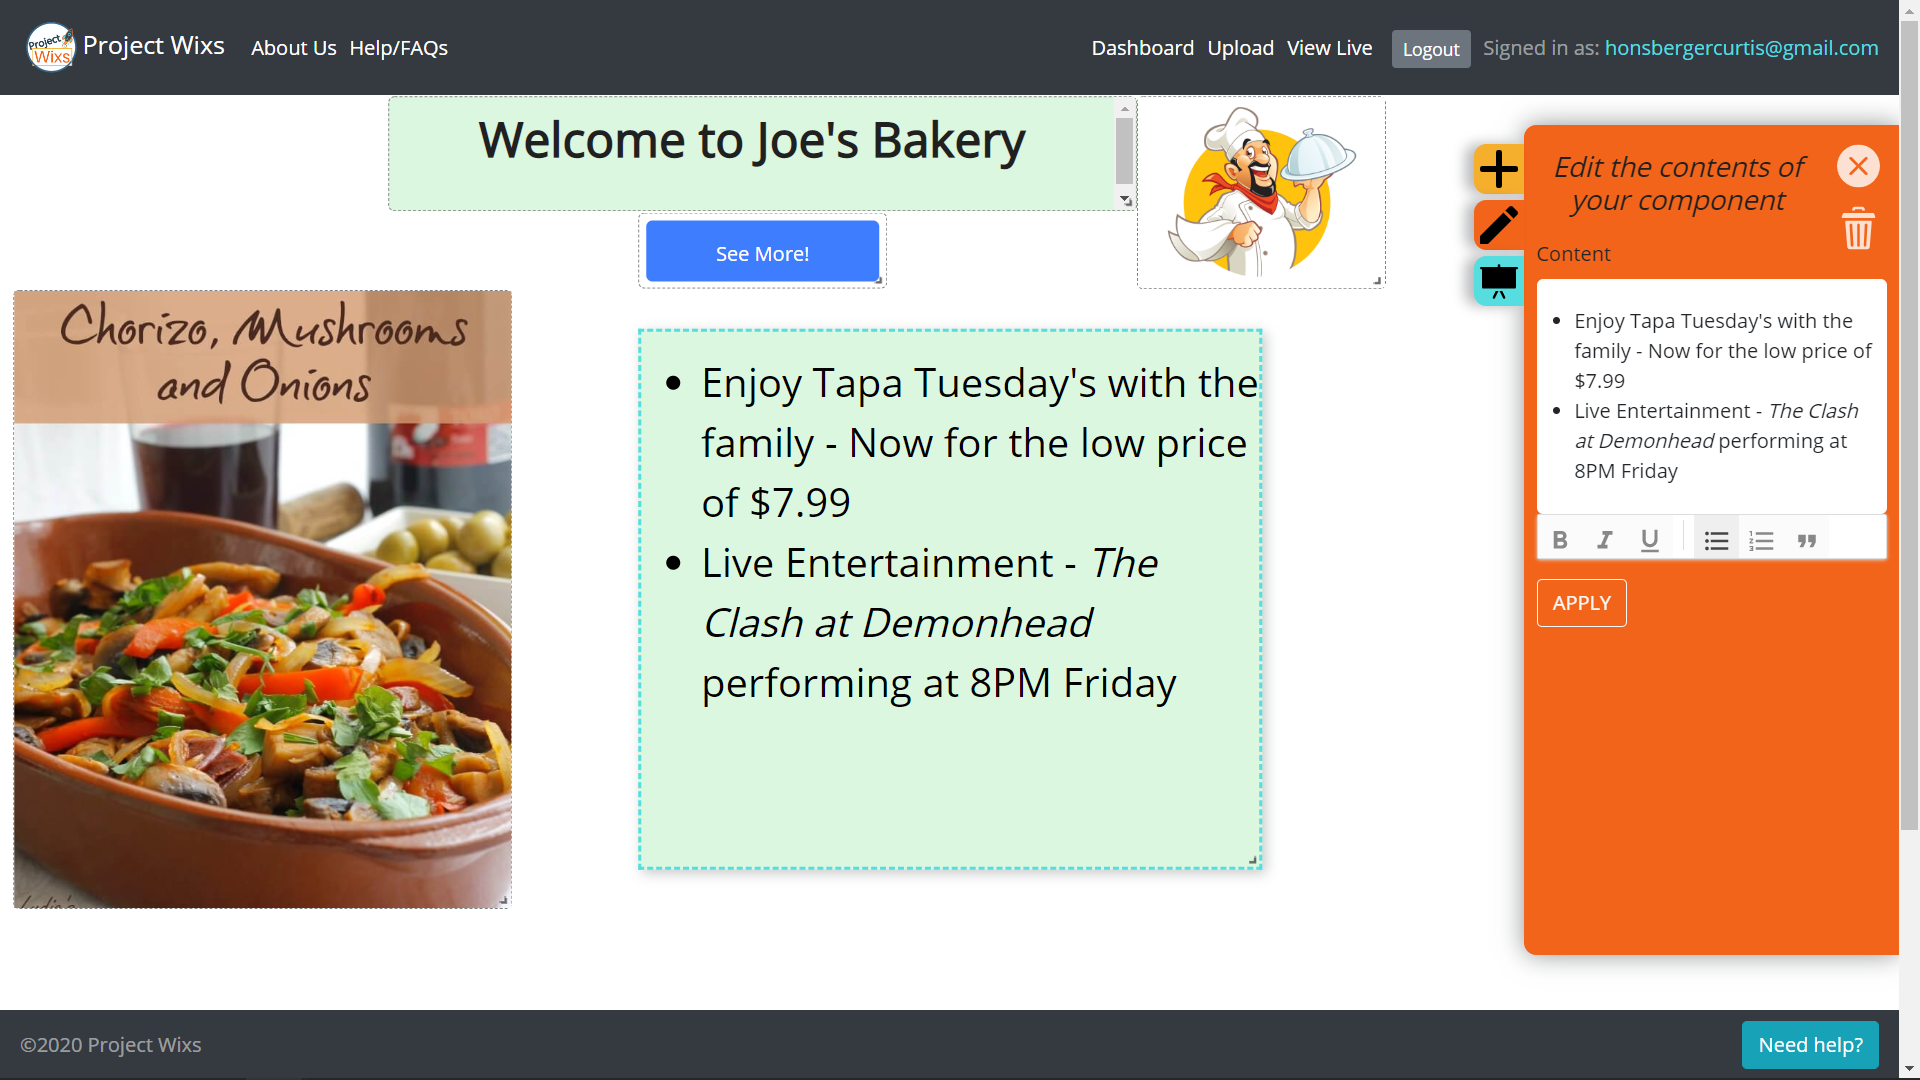 Project Wixs
Project Wixs
About Us
Help/FAQs
Dashboard
Upload
View Live
Logout
Signed in as: honsbergercurtis@gmail.com
Welcome to Joe's Bakery
See More!
Chorizo, Mushrooms
and Onions
• Enjoy Tapa Tuesday's with the
family - Now for the low price
of $7.99
• Live Entertainment - The
Clash at Demonhead
performing at 8PM Friday
Edit the contents of
your component
Content
• Enjoy Tapa Tuesday's with the
family - Now for the low price of
$7.99
• Live Entertainment - The Clash
at Demonhead performing at
8PM Friday
B I U
APPLY
©2020 Project Wixs
Need help?